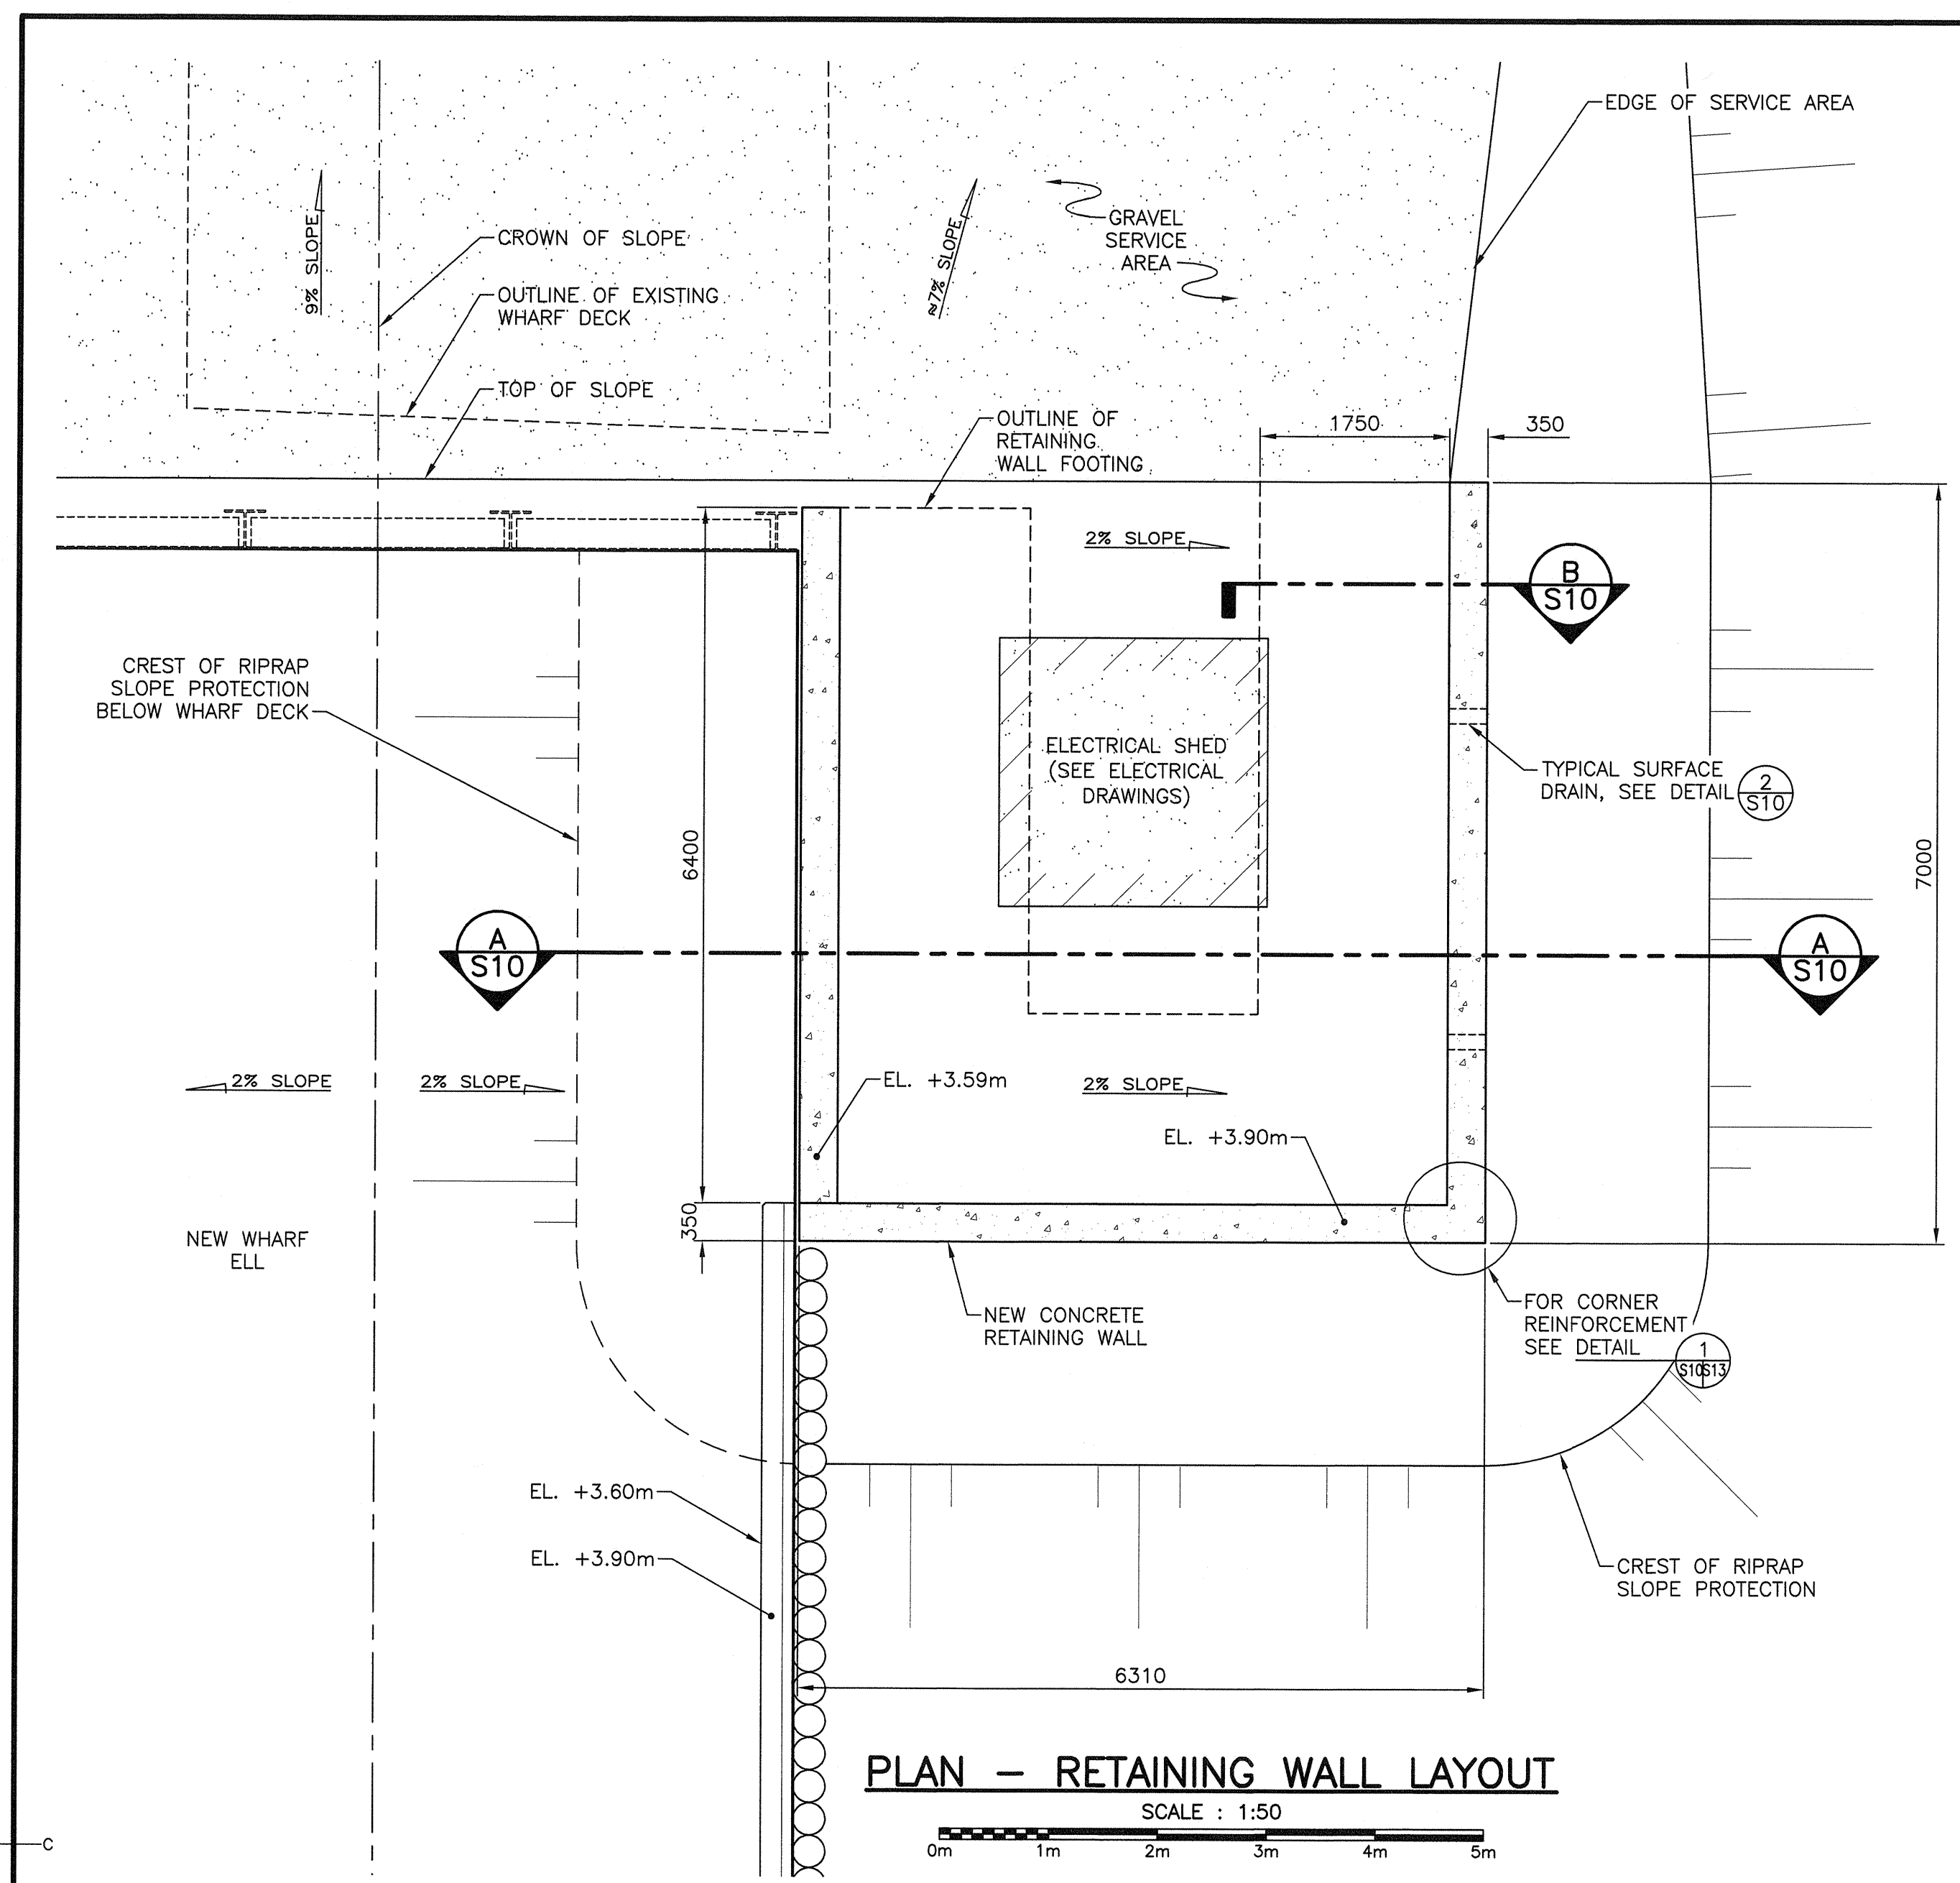 EDGE OF SERVICE AREA
9% SLOPE
CROWN OF SLOPE
OUTLINE OF EXISTING
WHARF DECK
TOP OF SLOPE
≈7% SLOPE
GRAVEL
SERVICE
AREA
OUTLINE OF
RETAINING
WALL FOOTING
1750
350
2% SLOPE
B
S10
CREST OF RIPRAP
SLOPE PROTECTION
BELOW WHARF DECK
ELECTRICAL SHED
(SEE ELECTRICAL
DRAWINGS)
TYPICAL SURFACE
DRAIN, SEE DETAIL
2
S10
6400
7000
A
S10
A
S10
2% SLOPE
2% SLOPE
EL. +3.59m
2% SLOPE
EL. +3.90m
350
NEW WHARF
ELL
NEW CONCRETE
RETAINING WALL
FOR CORNER
REINFORCEMENT
SEE DETAIL
1
S10 S13
EL. +3.60m
EL. +3.90m
CREST OF RIPRAP
SLOPE PROTECTION
6310
PLAN – RETAINING WALL LAYOUT
SCALE : 1:50
0m 1m 2m 3m 4m 5m
C